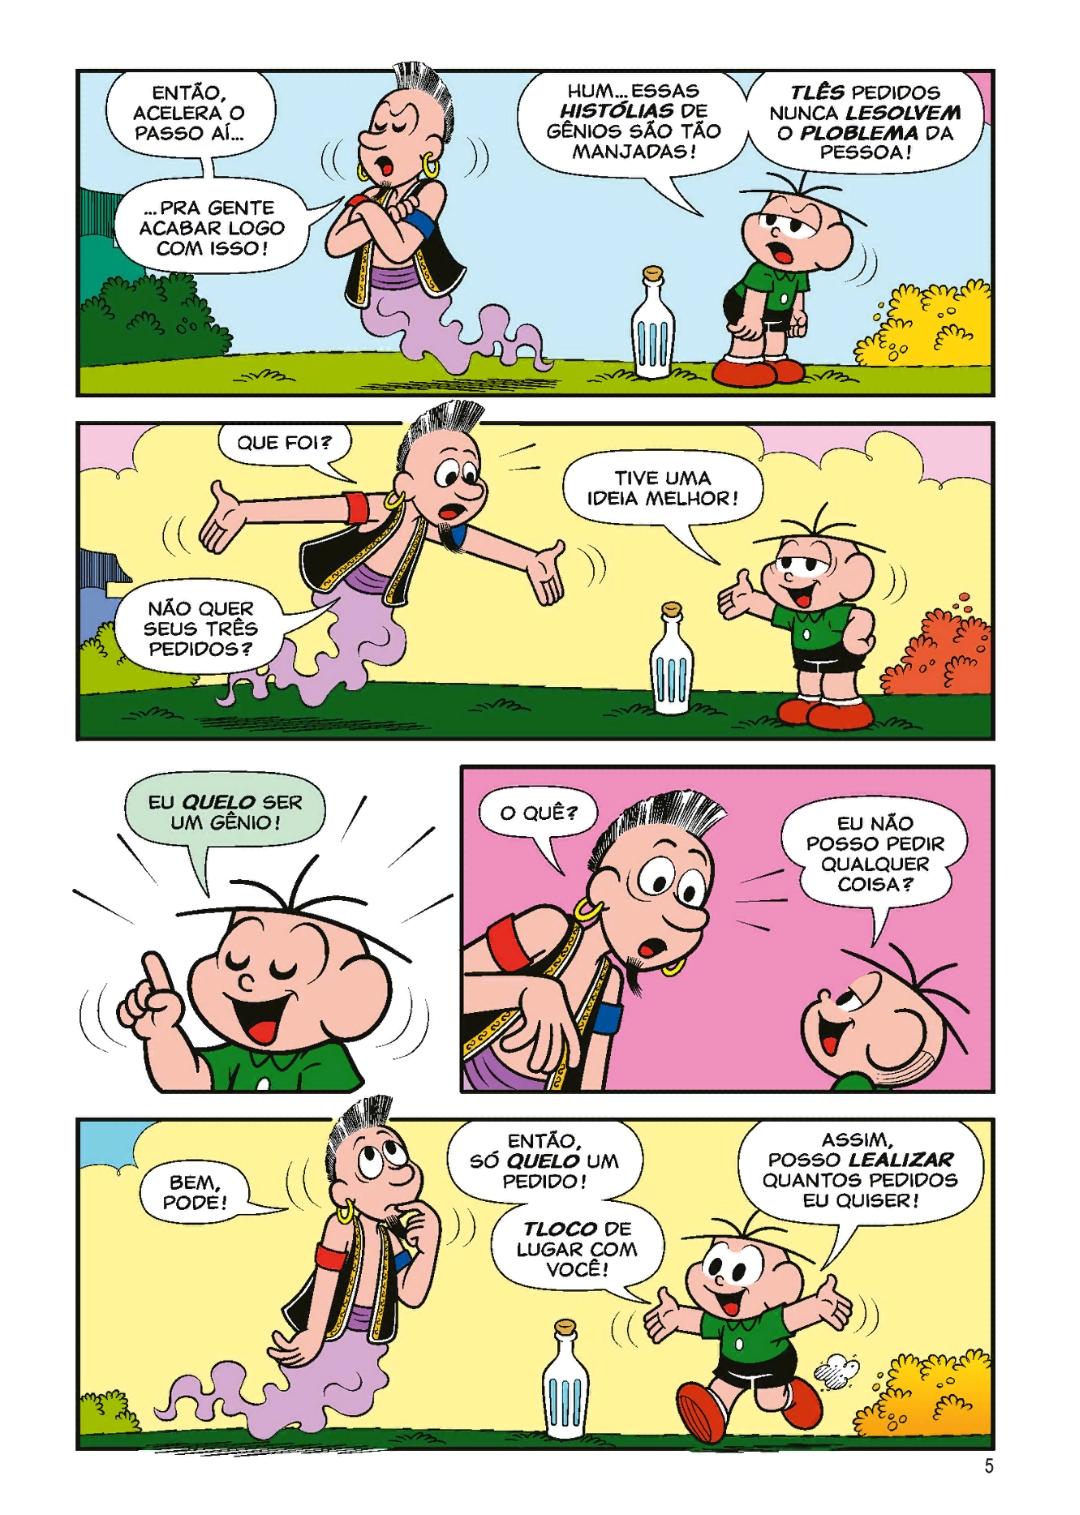 ENTÃO,
ACELERA O
PASSO AÍ...
...PRA GENTE
ACABAR LOGO
COM ISSO!
HUM...ESSAS
HISTÓLIAS DE
GÊNIOS SÃO TÃO
MANJADAS!
TLÊS PEDIDOS
NUNCA LESOLVEM
O PLOBLEMA DA
PESSOA!
QUE FOI?
NÃO QUER
SEUS TRÊS
PEDIDOS?
TIVE UMA
IDEIA MELHOR!
EU QUELO SER
UM GÊNIO!
O QUÊ?
EU NÃO
POSSO PEDIR
QUALQUER
COISA?
BEM,
PODE!
ENTÃO,
SÓ QUELO UM
PEDIDO!
TLOCO DE
LUGAR COM
VOCÊ!
ASSIM,
POSSO LEALIZAR
QUANTOS PEDIDOS
EU QUISER!
5